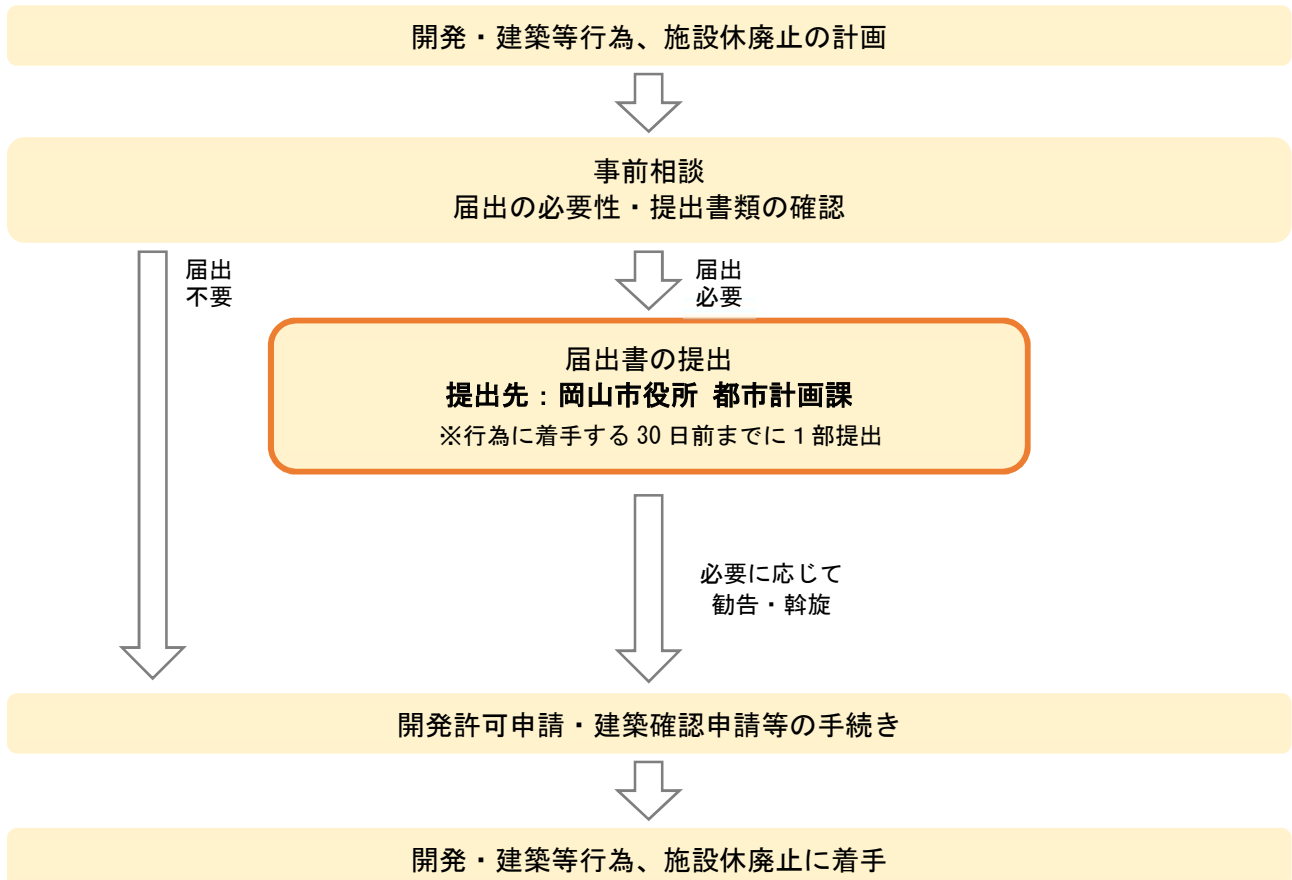 開発・建築等行為、施設休廃止の計画
事前相談
届出の必要性・提出書類の確認
届出
不要
届出
必要
届出書の提出
提出先：岡山市役所 都市計画課
※行為に着手する 30 日前までに 1 部提出
必要に応じて
勧告・斡旋
開発許可申請・建築確認申請等の手続き
開発・建築等行為、施設休廃止に着手